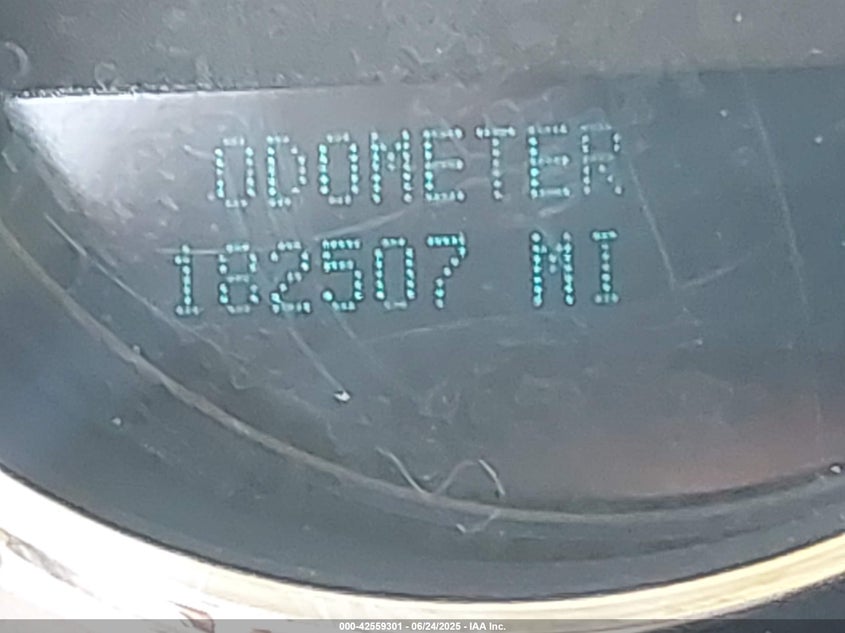 ODOMETER
182507 MI
000-42559301 - 06/24/2025 - IAA Inc.